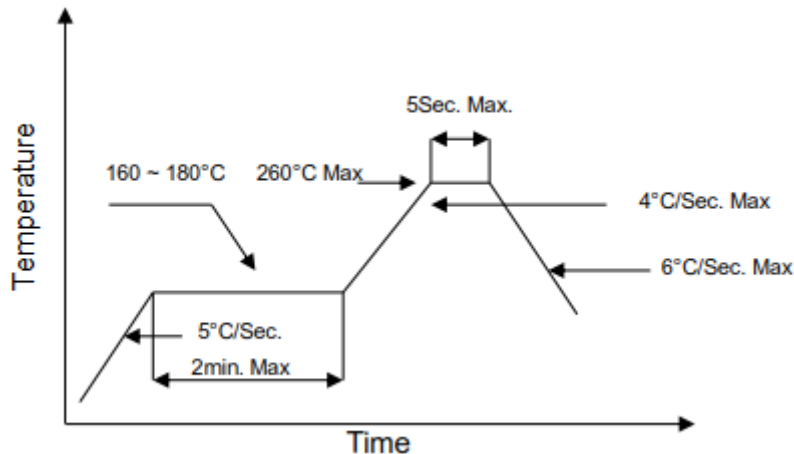 5Sec. Max.
160 ~ 180°C
260°C Max
4°C/Sec. Max
6°C/Sec. Max
5°C/Sec.
2min. Max
Temperature
Time